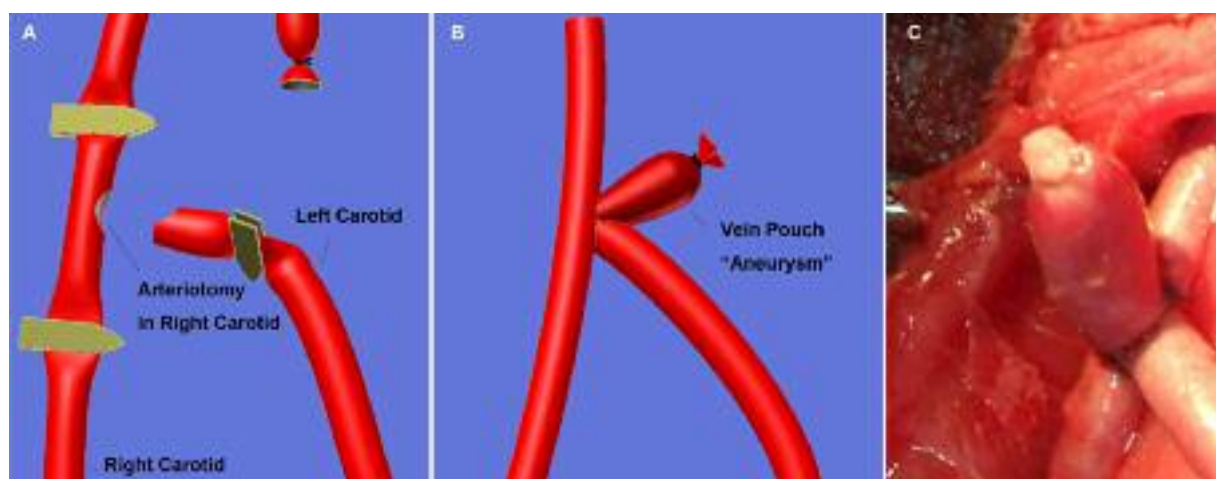 A
Left Carotid
Arteriotomy
in Right Carotid
Right Carotid
B
Vein Pouch
"Aneurysm"
C